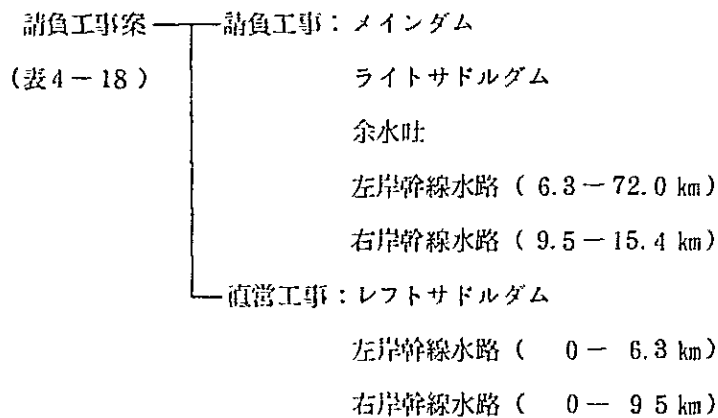 請負工事案 請負工事：メインダム
(表4－18) ライトサドルダム
余水吐
左岸幹線水路 ( 6.3－72.0 km)
右岸幹線水路 ( 9.5－15.4 km)
直営工事：レフトサドルダム
左岸幹線水路 ( 0－ 6.3 km)
右岸幹線水路 ( 0－ 9 5 km)